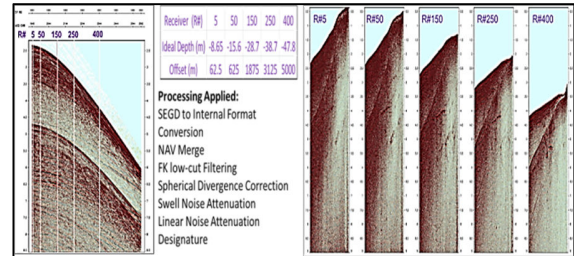 R# 5 50 150 250 400
Receiver (R#) 5 50 150 250 400
Ideal Depth (m) -8.65 -15.6 -28.7 -38.7 -47.8
Offset (m) 62.5 625 1875 3125 5000
Processing Applied:
SEGD to Internal Format
Conversion
NAV Merge
FK low-cut Filtering
Spherical Divergence Correction
Swell Noise Attenuation
Linear Noise Attenuation
Designature
R#5 R#50 R#150 R#250 R#400